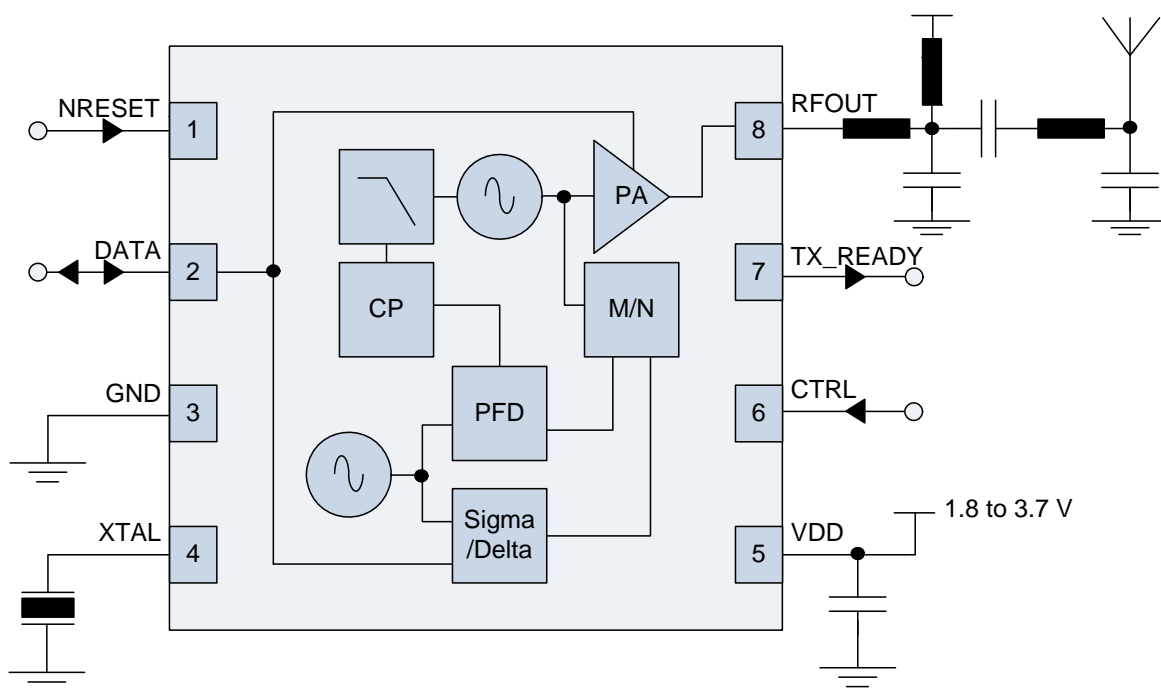 NRESET
1
DATA
2
GND
3
XTAL
4
PA
CP
M/N
PFD
Sigma
/Delta
8
RFOUT
7
TX_READY
6
CTRL
5
VDD
1.8 to 3.7 V